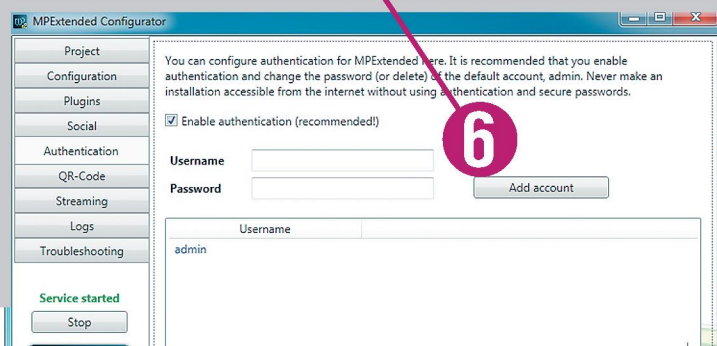 MPExtended Configurator
Project
Configuration
Plugins
Social
Authentication
QR-Code
Streaming
Logs
Troubleshooting
Service started
Stop
You can configure authentication for MPExtended here. It is recommended that you enable
authentication and change the password (or delete) of the default account, admin. Never make an
installation accessible from the internet without using authentication and secure passwords.
Enable authentication (recommended!)
6
Username
Password
Add account
Username
admin